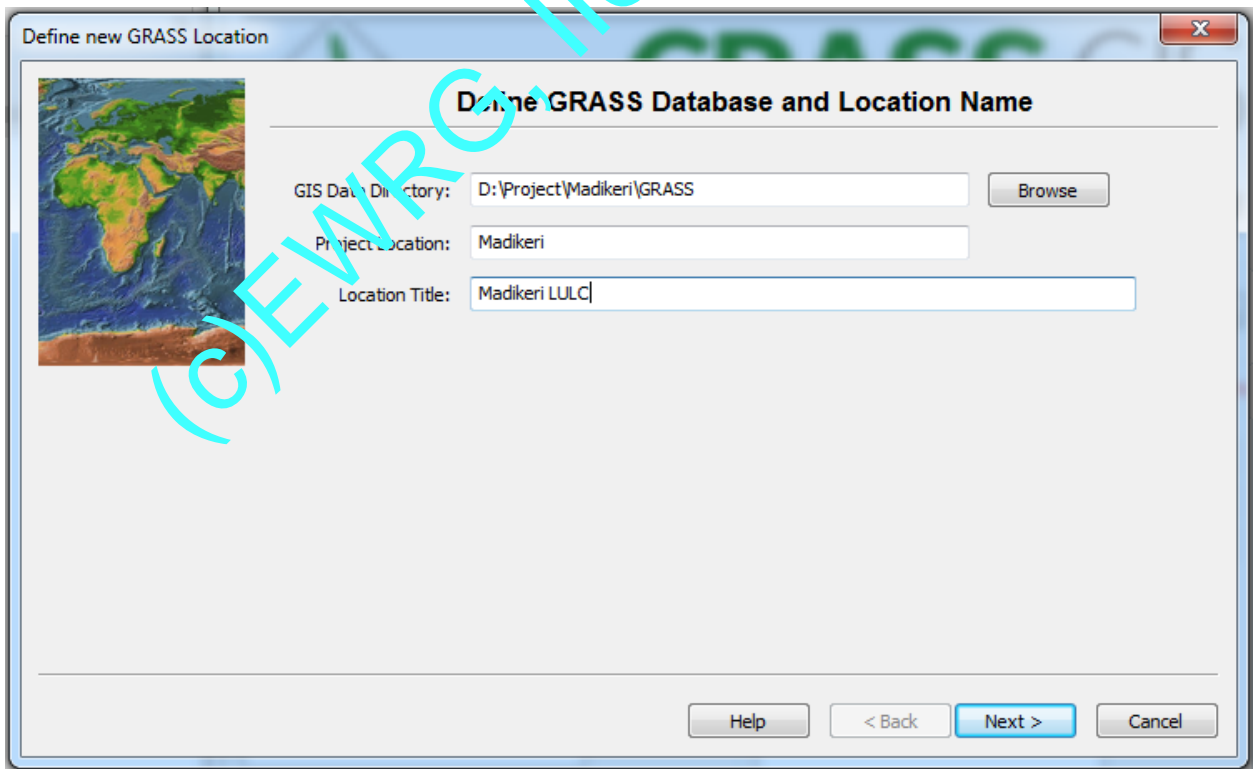 Define new GRASS Location
Define GRASS Database and Location Name
GIS Data Directory: D:\Project\Madikeri\GRASS Browse
Project Location: Madikeri
Location Title: Madikeri LULC
Help < Back Next > Cancel
(c)EWRG,